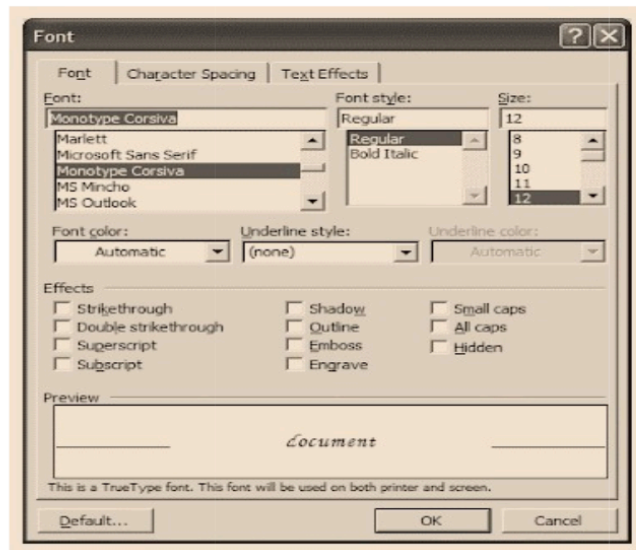 Font
Font Character Spacing Text Effects
Font: Font style: Size:
Monotype Corsiva Regular 12
Marlett Regular 8
Microsoft Sans Serif Bold Italic 9
Monotype Corsiva 10
MS Mincho 11
MS Outlook 12
Font color: Underline style: Underline color:
Automatic (none) Automatic
Effects
Strikethrough Shadow Small caps
Double strikethrough Outline All caps
Superscript Emboss Hidden
Subscript Engrave
Preview
document
This is a TrueType font. This font will be used on both printer and screen.
Default... OK Cancel